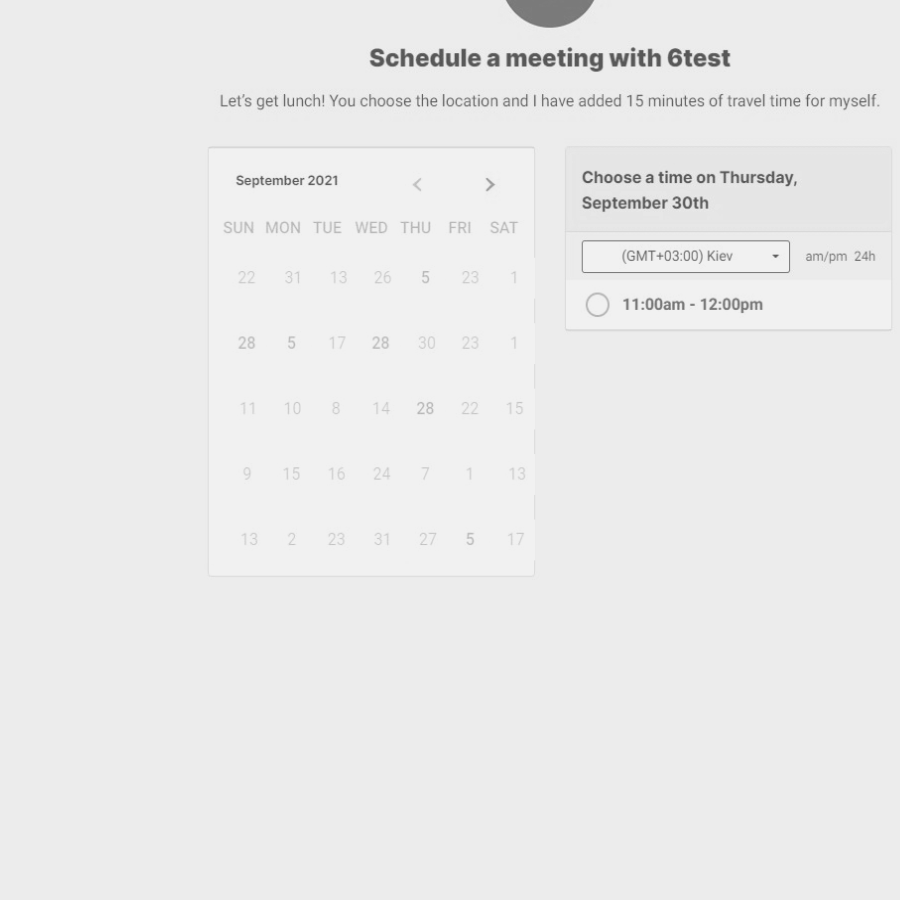 Schedule a meeting with 6test
Let's get lunch! You choose the location and I have added 15 minutes of travel time for myself.
September 2021
SUN MON TUE WED THU FRI SAT
22 31 13 26 5 23 1
28 5 17 28 30 23 1
11 10 8 14 28 22 15
9 15 16 24 7 1 13
13 2 23 31 27 5 17
Choose a time on Thursday,
September 30th
(GMT+03:00) Kiev am/pm 24h
11:00am - 12:00pm